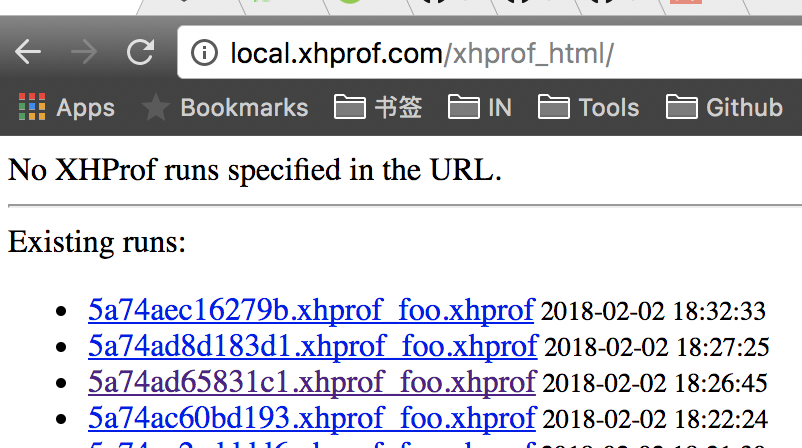 local.xhprof.com/xhprof_html/
Apps Bookmarks 书签 IN Tools Github
No XHProf runs specified in the URL.
Existing runs:
5a74aec16279b.xhprof_foo.xhprof 2018-02-02 18:32:33
5a74ad8d183d1.xhprof_foo.xhprof 2018-02-02 18:27:25
5a74ad65831c1.xhprof_foo.xhprof 2018-02-02 18:26:45
5a74ac60bd193.xhprof_foo.xhprof 2018-02-02 18:22:24